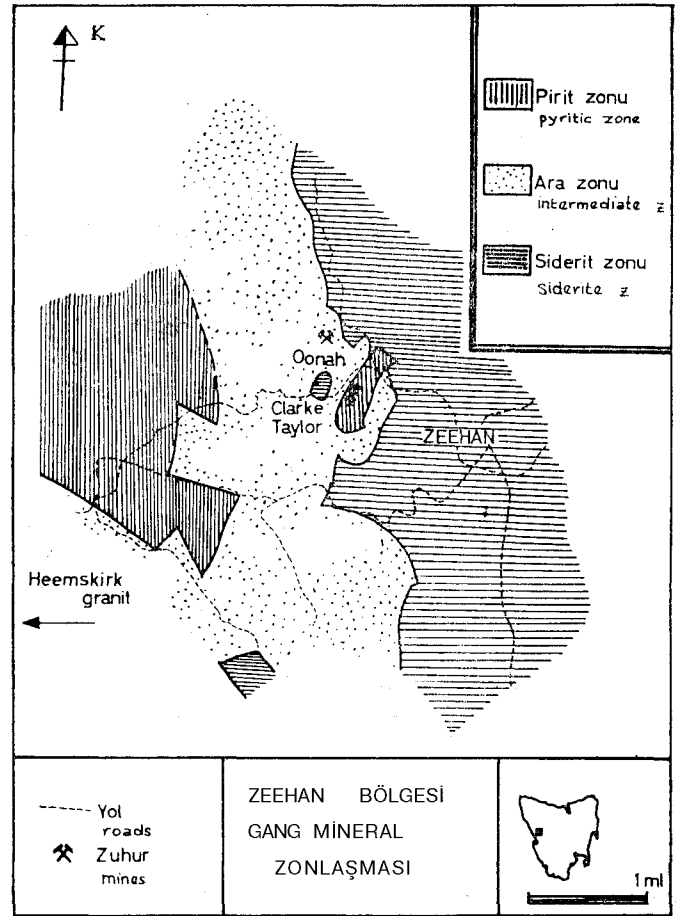 K
Pirit zonu
pyritic zone
Ara zonu
intermediate z
Siderit zonu
Siderite z
Oonah
Clarke
Taylor
ZEEHAN
Heemskirk
granit
Yol
roads
Zuhur
mines
ZEEHAN BÖLGESİ
GANG MİNERAL
ZONLAŞMASI
1 ml